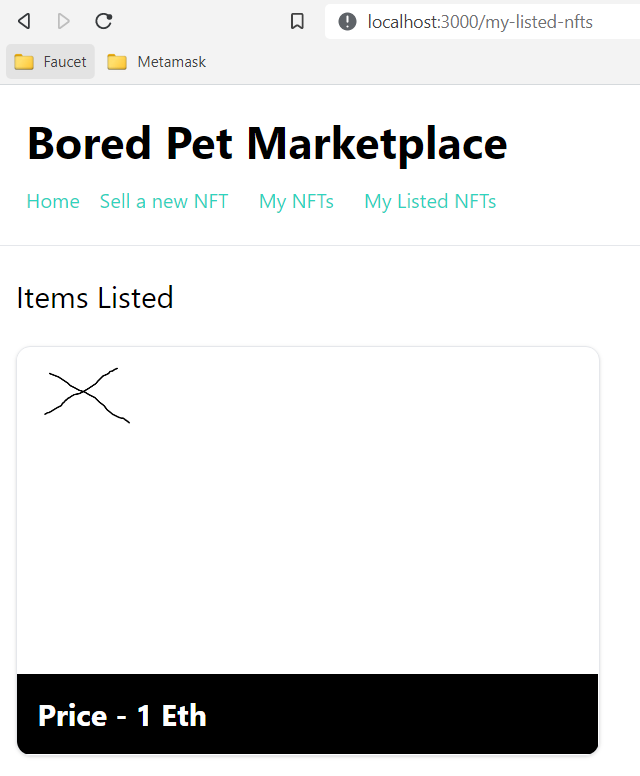 localhost:3000/my-listed-nfts
Faucet Metamask
Bored Pet Marketplace
Home Sell a new NFT My NFTs My Listed NFTs
Items Listed
Price - 1 Eth